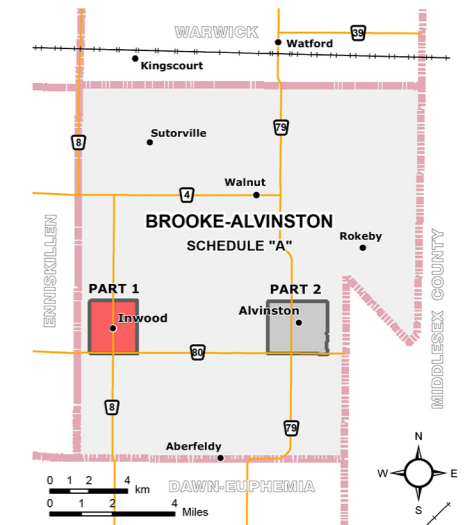 WARWICK
39
Watford
Kingscourt
79
8
Sutorville
Walnut
4
BROOKE-ALVINSTON
SCHEDULE "A"
Rokeby
ENNISKILLEN
MIDDLESEX COUNTY
PART 1
PART 2
Inwood
Alvinston
80
8
79
Aberfeldy
N
W E
S
0 1 2 4 km
0 1 2 4 Miles
DAWN-EUPHEMIA